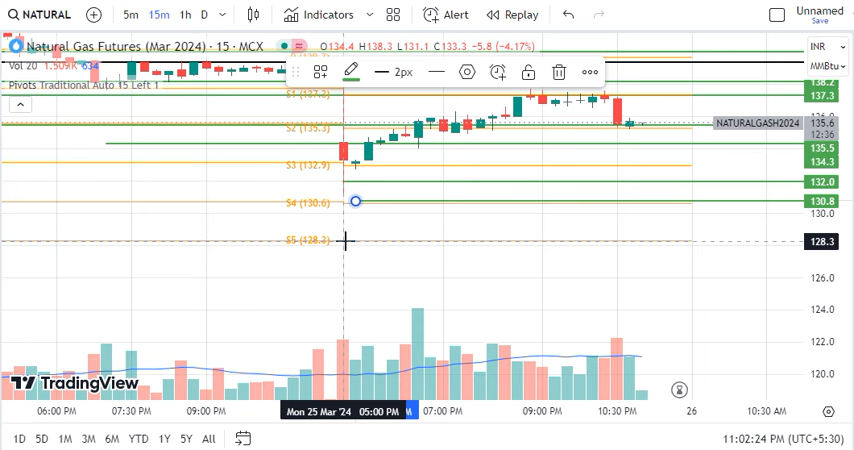 NATURAL 5m 15m 1h D Indicators Alert Replay Unnamed
Save
Natural Gas Futures (Mar 2024) · 15 · MCX O134.4 H138.3 L131.1 C133.3 -5.8 (-4.17%) INR
Vol 20 1.509K 634 2px MMBtu
Pivots Traditional Auto 15 Left 1 138.2
S1 (137.3) 137.3
S2 (135.3) NATURALGASH2024 135.6
12:36
135.5
S3 (132.9) 134.3
132.0
S4 (130.6) 130.8
130.0
S5 (128.3) 128.3
126.0
124.0
122.0
120.0
TradingView
06:00 PM 07:30 PM 09:00 PM Mon 25 Mar '24 05:00 PM M 07:00 PM 09:00 PM 10:30 PM 26 10:30 AM
1D 5D 1M 3M 6M YTD 1Y 5Y All 11:02:24 PM (UTC+5:30)